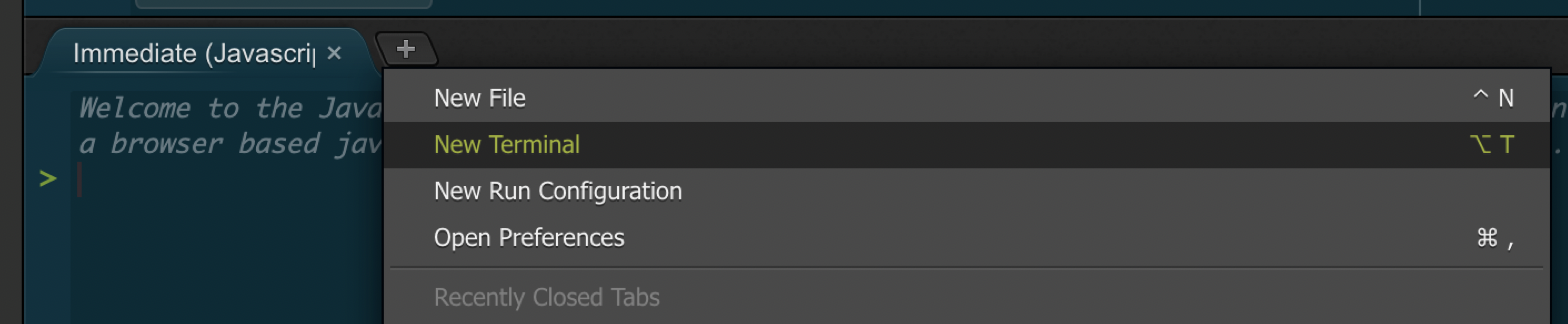 Immediate (Javascrip ×
+
New File ^ N
Welcome to the Java
New Terminal ⌥ T
a browser based jav
>
New Run Configuration
Open Preferences ⌘ ,
Recently Closed Tabs